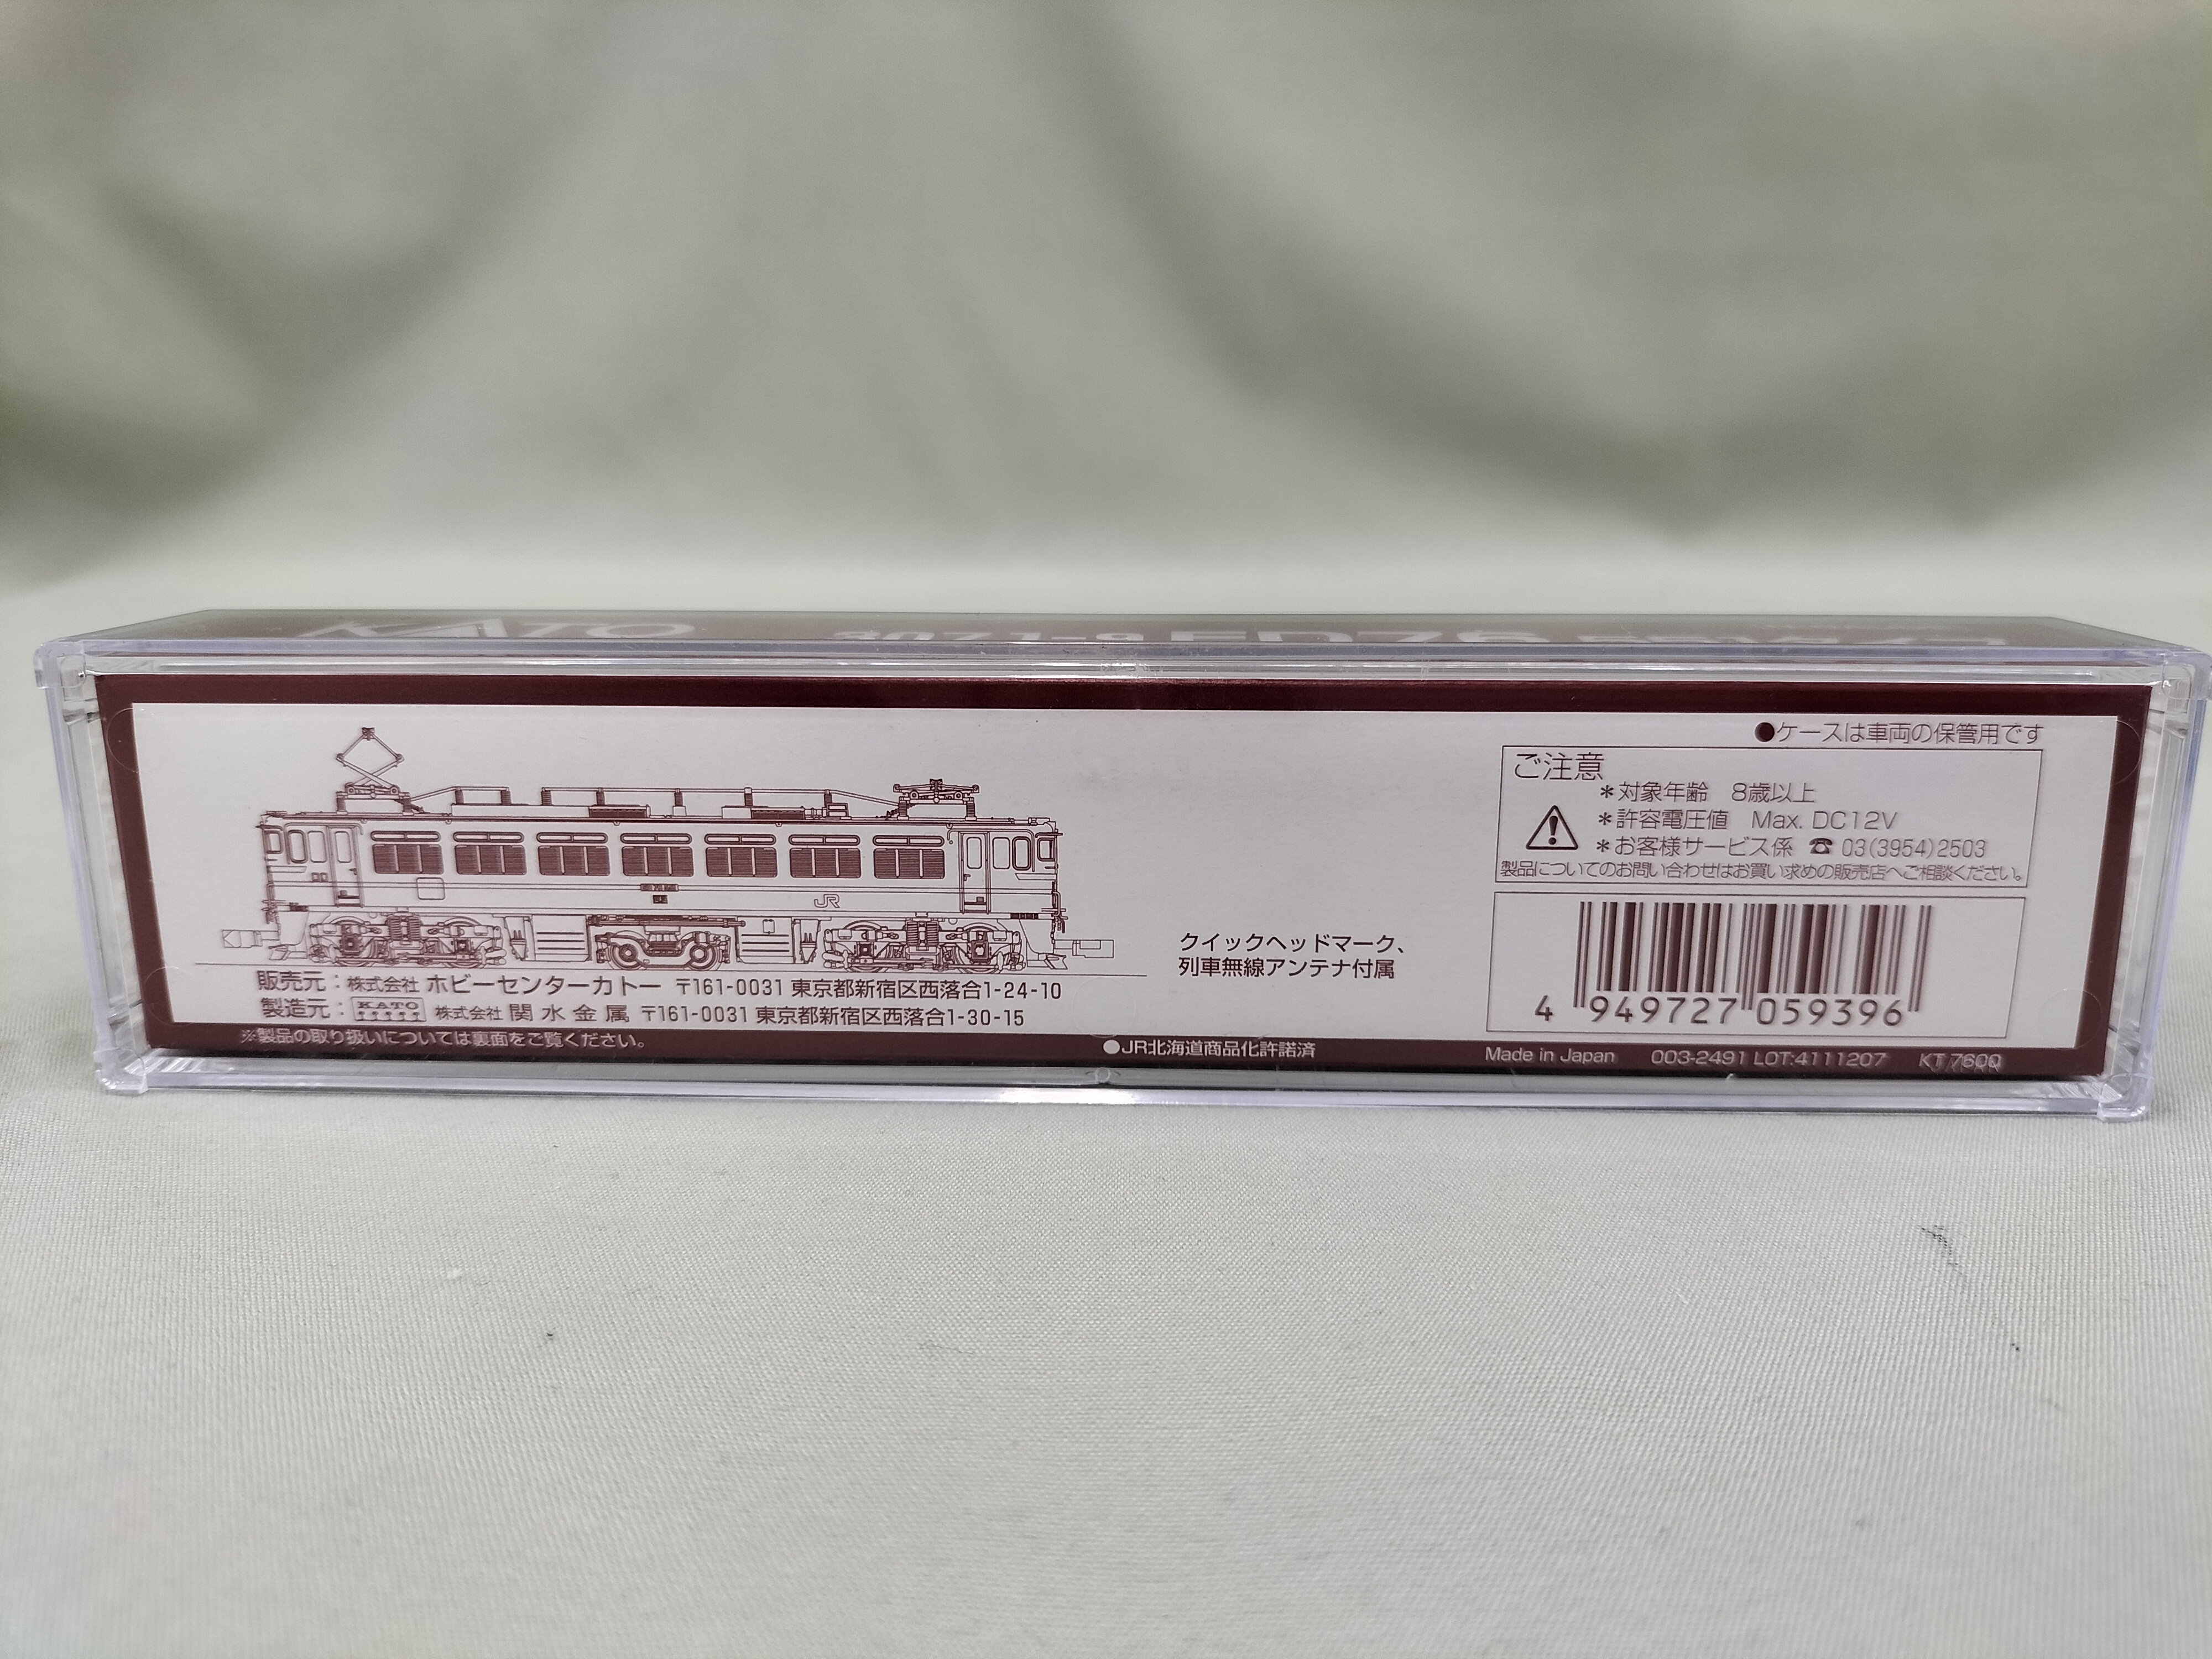 KATO 3071-9 ED76
●ケースは車両の保管用です
ご注意
＊対象年齢 8歳以上
＊許容電圧値 Max. DC12V
＊お客様サービス係 ☎ 03(3954)2503
製品についてのお問い合わせはお買い求めの販売店へご相談ください。
JR
クイックヘッドマーク、
列車無線アンテナ付属
販売元：株式会社 ホビーセンターカトー 〒161-0031 東京都新宿区西落合1-24-10
製造元：KATO 株式会社 関水金属 〒161-0031 東京都新宿区西落合1-30-15
4 949727 059396
※製品の取り扱いについては裏面をご覧ください。
●JR北海道商品化許諾済
Made in Japan 003-2491 LOT:4111207 KT 7600